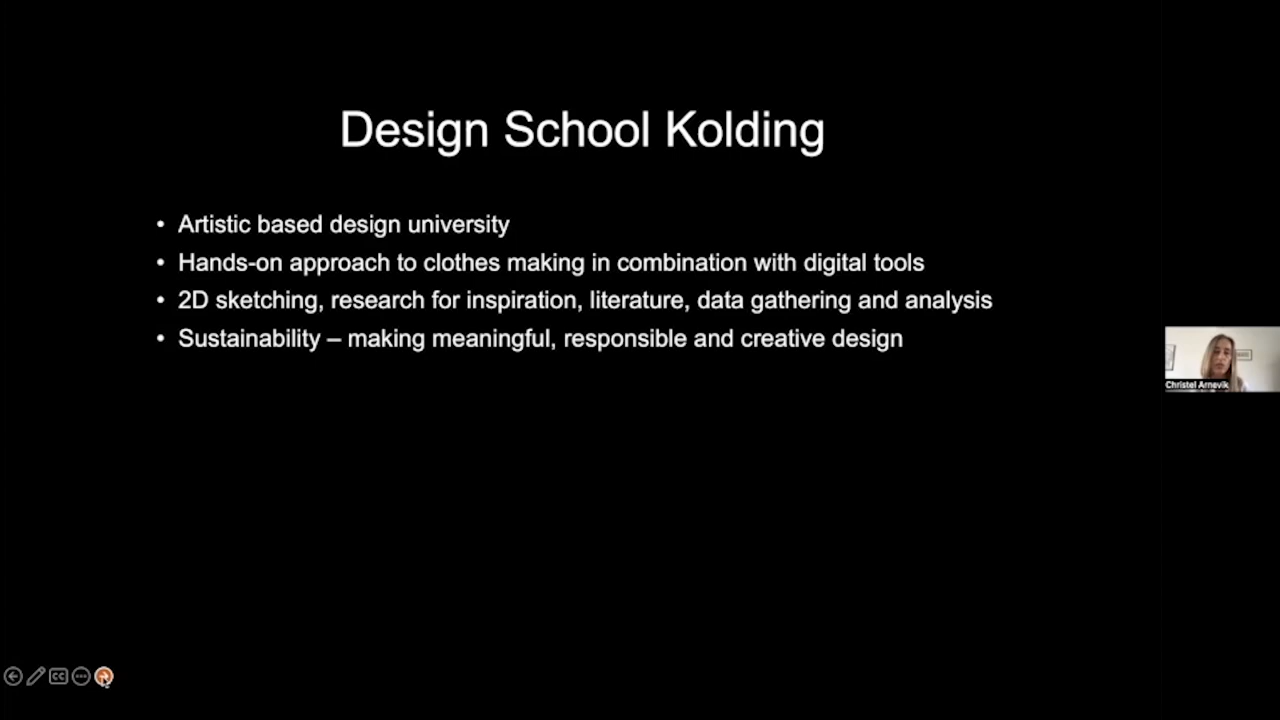 Design School Kolding
• Artistic based design university
• Hands-on approach to clothes making in combination with digital tools
• 2D sketching, research for inspiration, literature, data gathering and analysis
• Sustainability – making meaningful, responsible and creative design
Christel Arnevik
CC